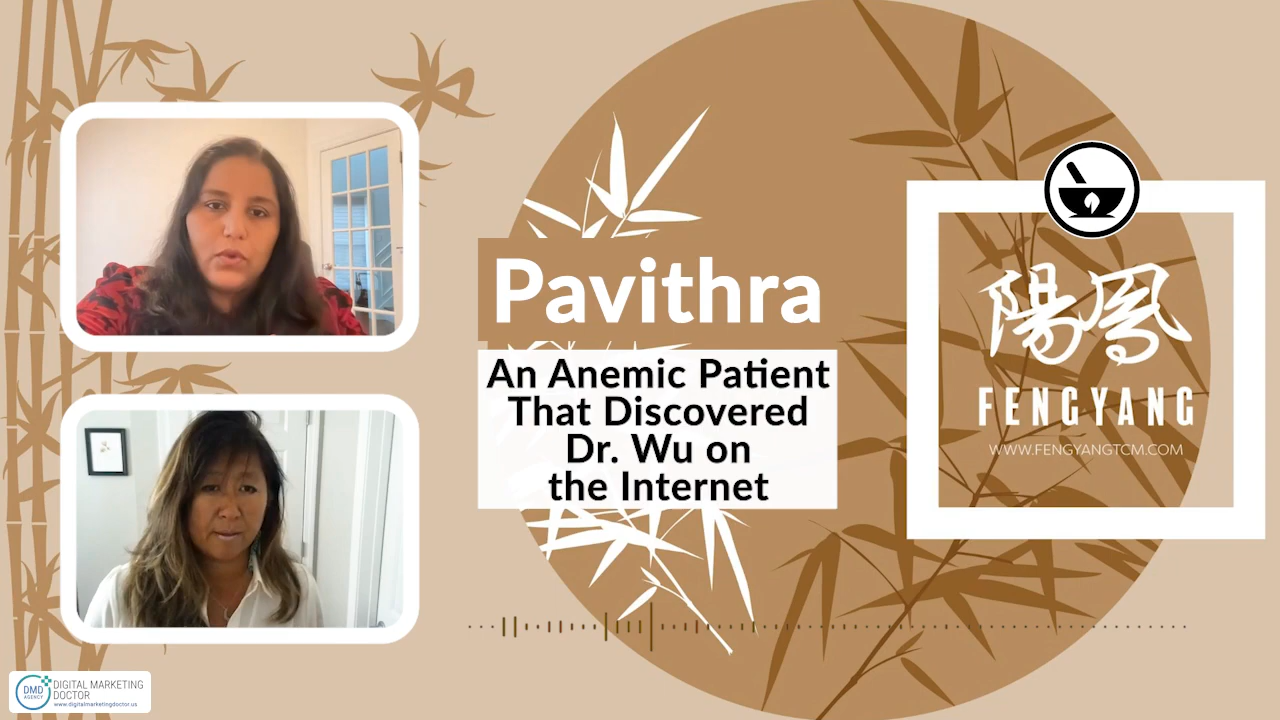 Pavithra
An Anemic Patient
That Discovered
Dr. Wu on
the Internet
陽鳳
FENGYANG
WWW.FENGYANGTCM.COM
DMD
AGENCY
DIGITAL MARKETING
DOCTOR
www.digitalmarketingdoctor.us